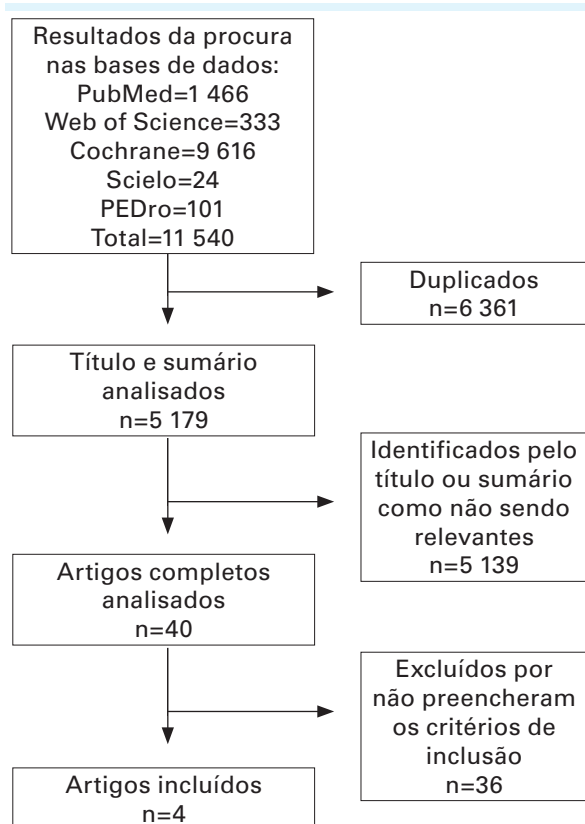 Resultados da procura
nas bases de dados:
PubMed=1 466
Web of Science=333
Cochrane=9 616
Scielo=24
PEDro=101
Total=11 540
Duplicados
n=6 361
Título e sumário
analisados
n=5 179
Identificados pelo
título ou sumário
como não sendo
relevantes
n=5 139
Artigos completos
analisados
n=40
Excluídos por
não preencheram
os critérios de
inclusão
n=36
Artigos incluídos
n=4